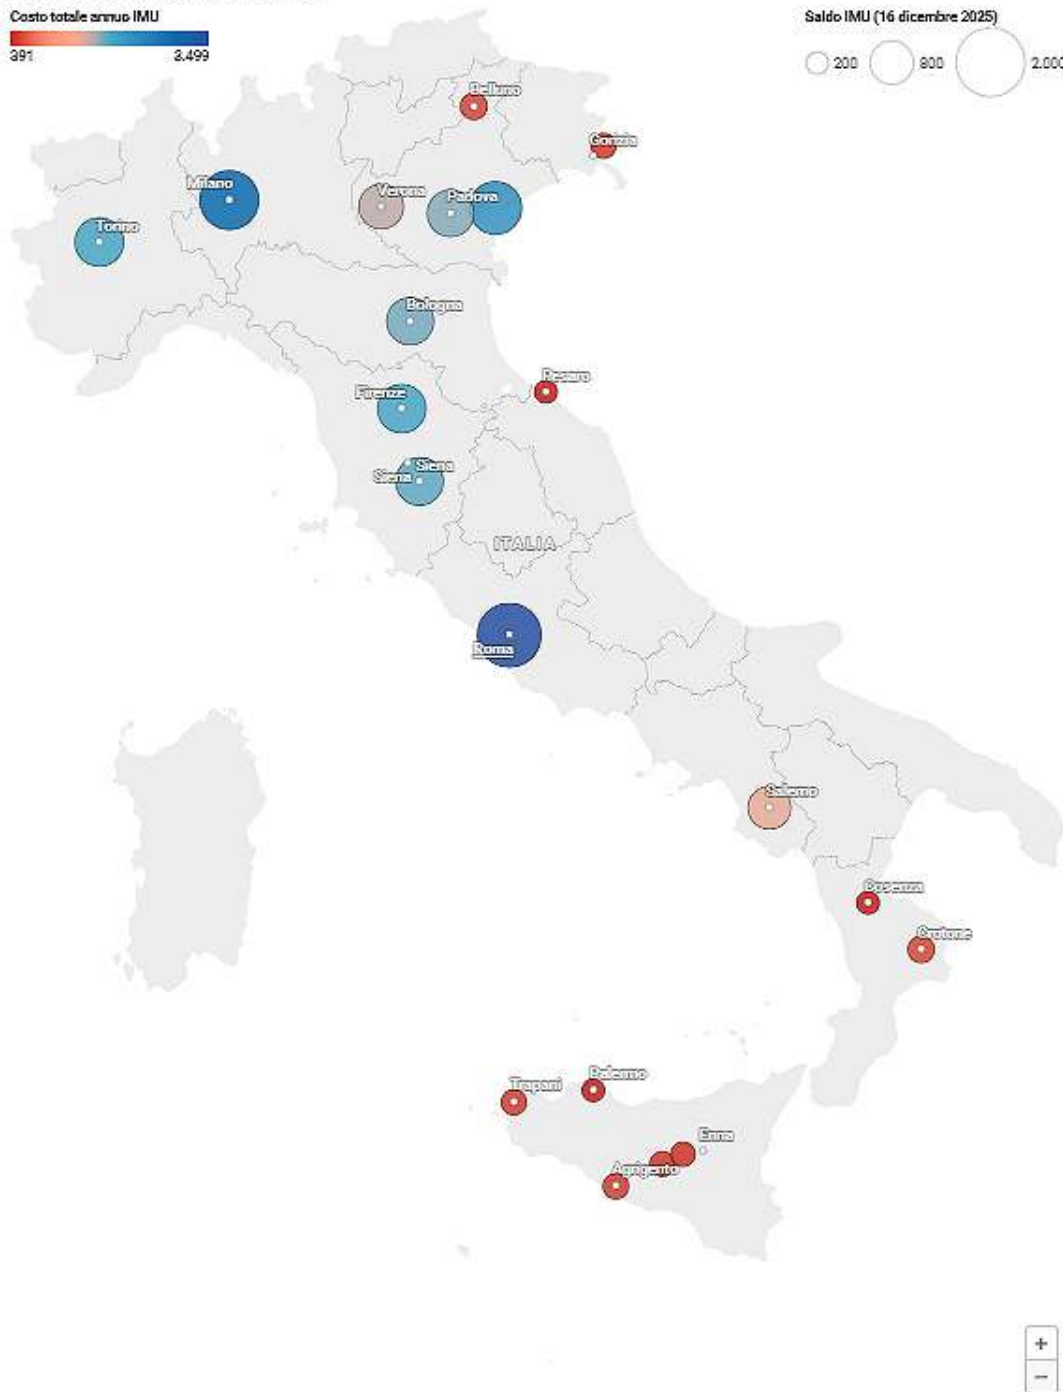 Costo totale annuo IMU
391 3.499
Saldo IMU (16 dicembre 2025)
200 800 2.000
Belluno
Gorizia
Milano
Verona
Padova
Torino
Bologna
Pesaro
Firenze
Siena
Siena
ITALIA
Roma
Salerno
Cosenza
Crotone
Palermo
Trapani
Enna
Agrigento
+
−